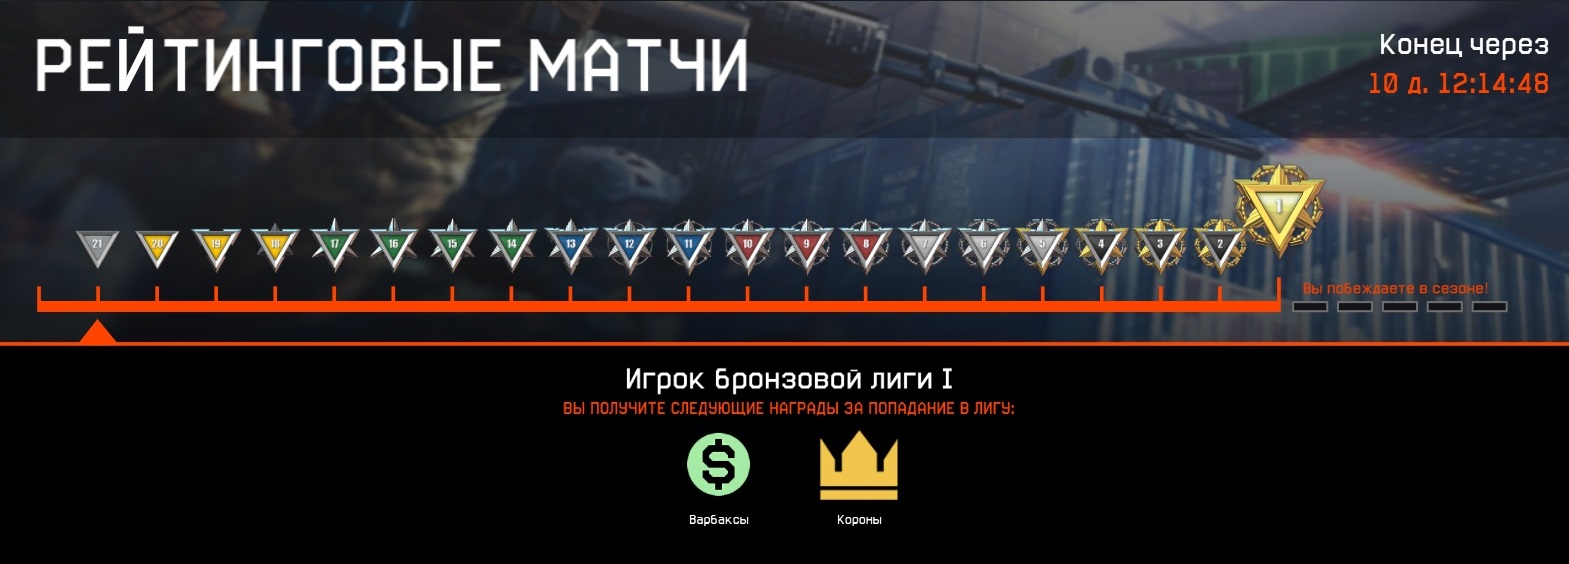 РЕЙТИНГОВЫЕ МАТЧИ
Конец через
10 д. 12:14:48
21 20 19 18 17 16 15 14 13 12 11 10 9 8 7 6 5 4 3 2 1
Вы побеждаете в сезоне!
Игрок бронзовой лиги I
ВЫ ПОЛУЧИТЕ СЛЕДУЮЩИЕ НАГРАДЫ ЗА ПОПАДАНИЕ В ЛИГУ:
Варбаксы
Короны